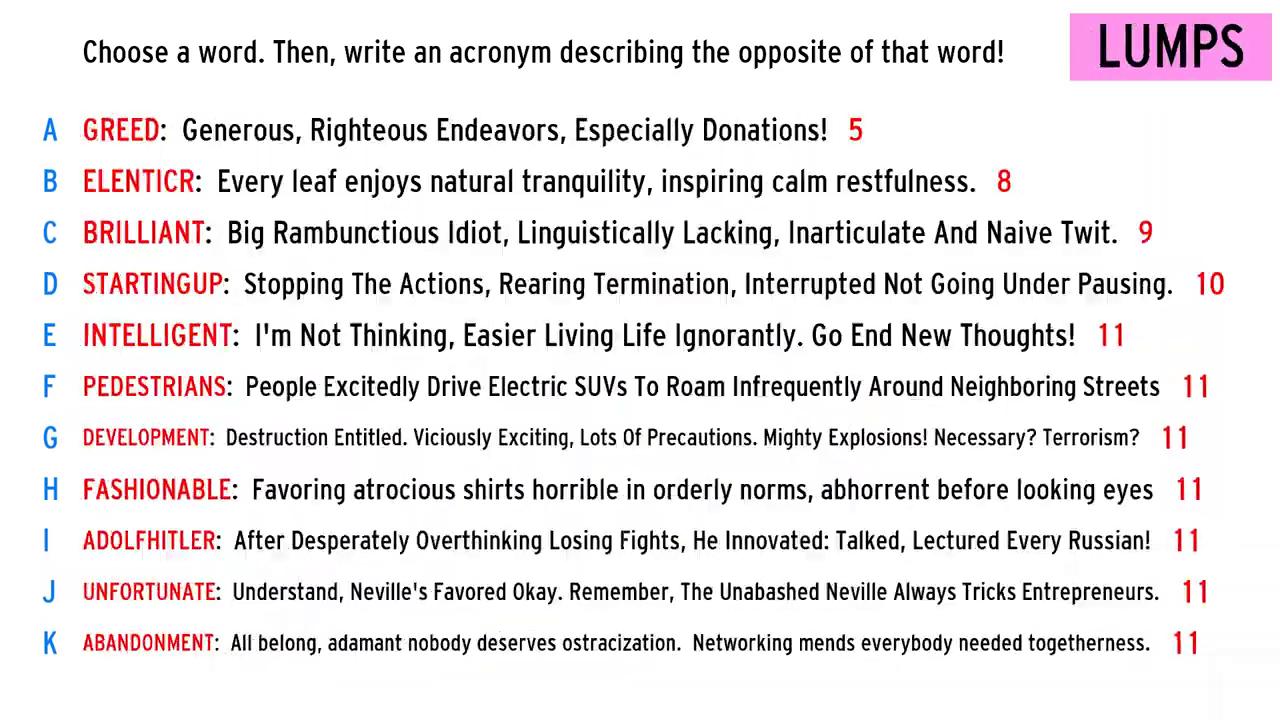 Choose a word. Then, write an acronym describing the opposite of that word!
LUMPS
A GREED: Generous, Righteous Endeavors, Especially Donations! 5
B ELENTICR: Every leaf enjoys natural tranquility, inspiring calm restfulness. 8
C BRILLIANT: Big Rambunctious Idiot, Linguistically Lacking, Inarticulate And Naive Twit. 9
D STARTINGUP: Stopping The Actions, Rearing Termination, Interrupted Not Going Under Pausing. 10
E INTELLIGENT: I'm Not Thinking, Easier Living Life Ignorantly. Go End New Thoughts! 11
F PEDESTRIANS: People Excitedly Drive Electric SUVs To Roam Infrequently Around Neighboring Streets 11
G DEVELOPMENT: Destruction Entitled. Viciously Exciting, Lots Of Precautions. Mighty Explosions! Necessary? Terrorism? 11
H FASHIONABLE: Favoring atrocious shirts horrible in orderly norms, abhorrent before looking eyes 11
I ADOLFHITLER: After Desperately Overthinking Losing Fights, He Innovated: Talked, Lectured Every Russian! 11
J UNFORTUNATE: Understand, Neville's Favored Okay. Remember, The Unabashed Neville Always Tricks Entrepreneurs. 11
K ABANDONMENT: All belong, adamant nobody deserves ostracization. Networking mends everybody needed togetherness. 11